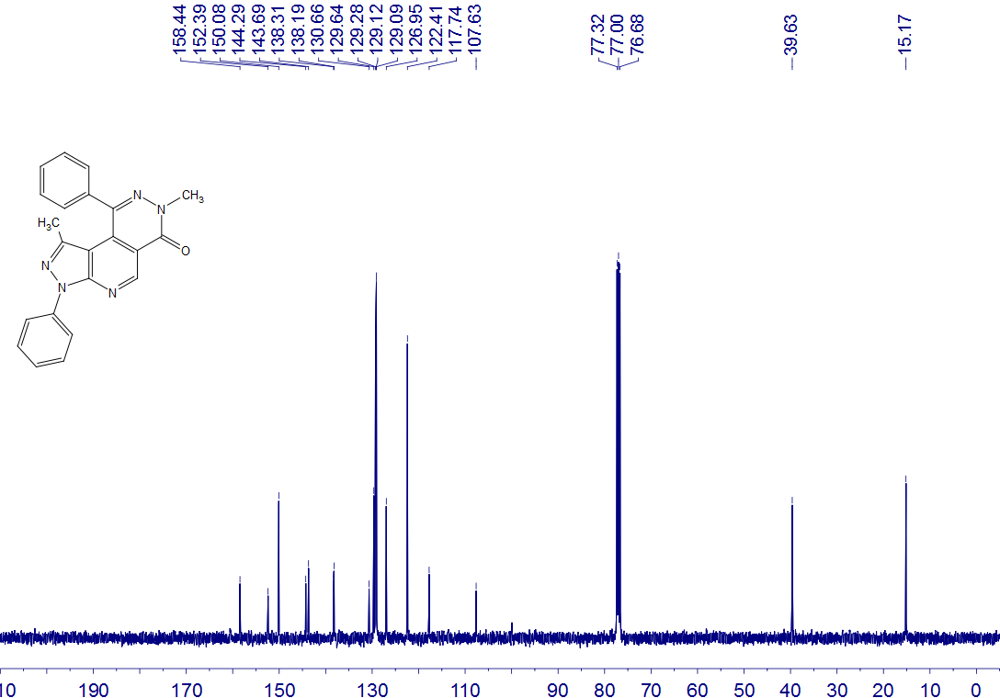 158.44
152.39
150.08
144.29
143.69
138.31
138.19
130.66
129.64
129.28
129.12
129.09
126.95
122.41
117.74
107.63
77.32
77.00
76.68
39.63
15.17
N
N
CH3
H3C
O
N
N
N
10 190 170 150 130 110 90 80 70 60 50 40 30 20 10 0